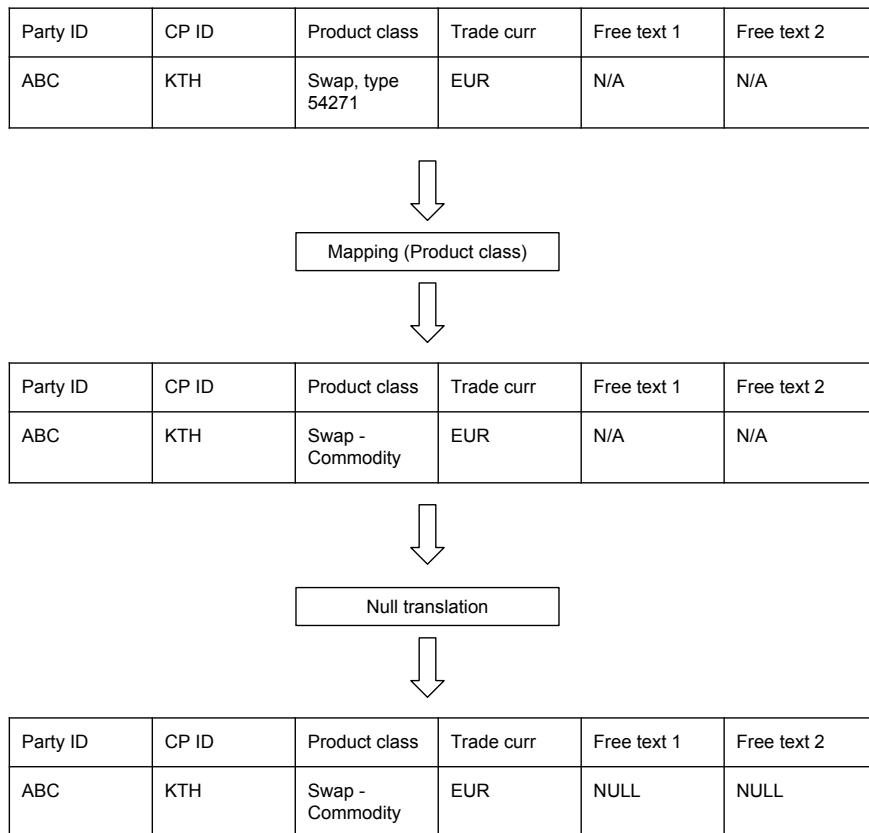 Party ID CP ID Product class Trade curr Free text 1 Free text 2
ABC KTH Swap, type EUR N/A N/A
54271
Mapping (Product class)
Party ID CP ID Product class Trade curr Free text 1 Free text 2
ABC KTH Swap - EUR N/A N/A
Commodity
Null translation
Party ID CP ID Product class Trade curr Free text 1 Free text 2
ABC KTH Swap - EUR NULL NULL
Commodity